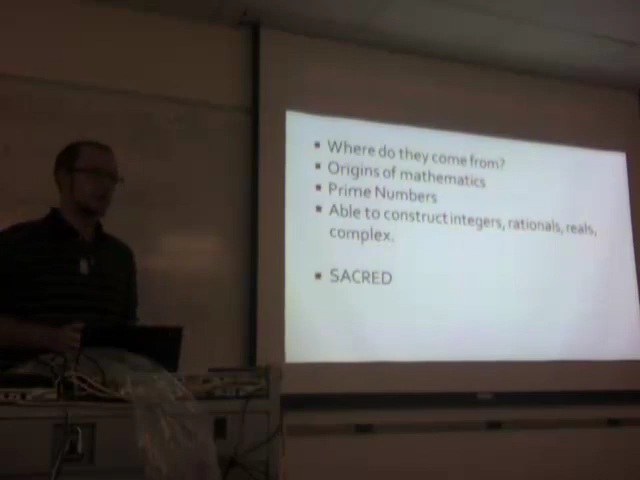 ▪ Where do they come from?
▪ Origins of mathematics
▪ Prime Numbers
▪ Able to construct integers, rationals, reals,
complex.
▪ SACRED